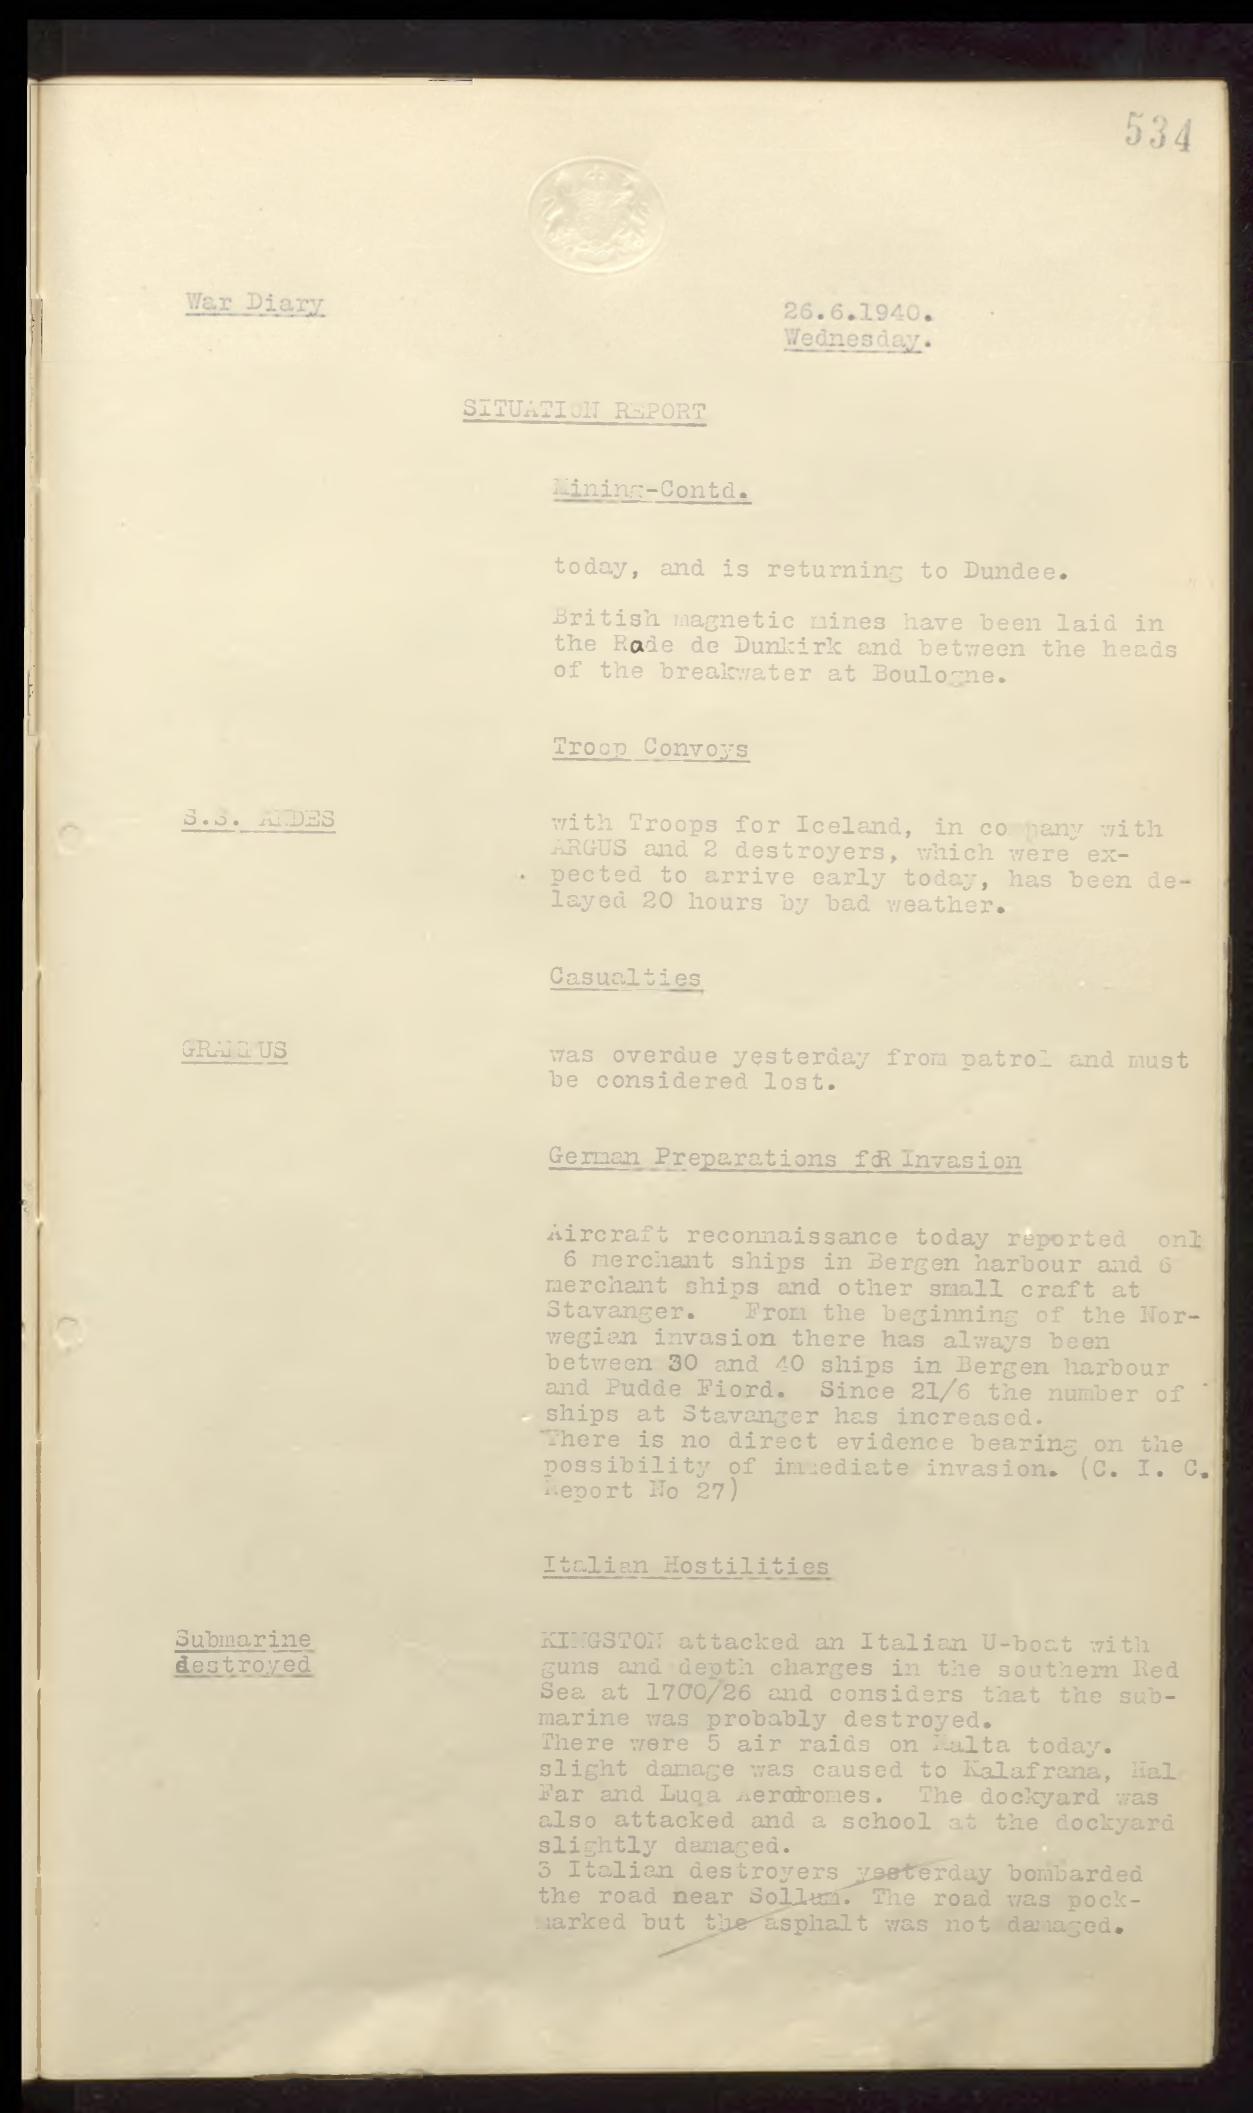 534
War Diary
26.6.1940.
Wednesday.
SITUATION REPORT
Mining-Contd.
today, and is returning to Dundee.
British magnetic mines have been laid in
the Rade de Dunkirk and between the heads
of the breakwater at Boulogne.
Troop Convoys
S.S. ANDES
with Troops for Iceland, in company with
ARGUS and 2 destroyers, which were ex-
pected to arrive early today, has been de-
layed 20 hours by bad weather.
Casualties
GRAMPUS
was overdue yesterday from patrol and must
be considered lost.
German Preparations foR Invasion
Aircraft reconnaissance today reported onl
6 merchant ships in Bergen harbour and 6
merchant ships and other small craft at
Stavanger. From the beginning of the Nor-
wegian invasion there has always been
between 30 and 40 ships in Bergen harbour
and Pudde Fiord. Since 21/6 the number of
ships at Stavanger has increased.
There is no direct evidence bearing on the
possibility of immediate invasion. (C. I. C.
Report No 27)
Italian Hostilities
Submarine
destroyed
KINGSTON attacked an Italian U-boat with
guns and depth charges in the southern Red
Sea at 1700/26 and considers that the sub-
marine was probably destroyed.
There were 5 air raids on Malta today.
slight damage was caused to Kalafrana, Hal
Far and Luqa Aerodromes. The dockyard was
also attacked and a school at the dockyard
slightly damaged.
3 Italian destroyers yesterday bombarded
the road near Sollum. The road was pock-
marked but the asphalt was not damaged.